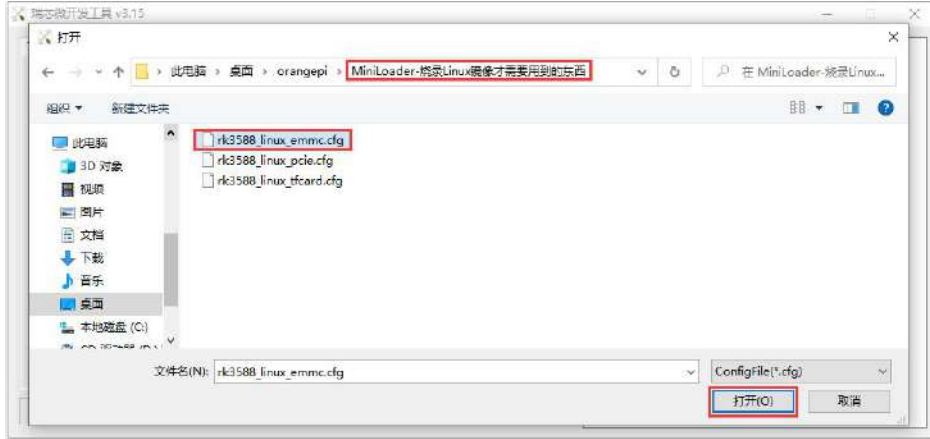 瑞芯微开发工具 v3.15
打开
此电脑 › 桌面 › orangepi › MiniLoader-烧录Linux镜像才需要用到的东西
在 MiniLoader-烧录Linux...
组织 新建文件夹
此电脑
3D 对象
视频
图片
文档
下载
音乐
桌面
本地磁盘 (C:)
rk3588_linux_emmc.cfg
rk3588_linux_pcie.cfg
rk3588_linux_tfcard.cfg
文件名(N): rk3588_linux_emmc.cfg
ConfigFile(*.cfg)
打开(O) 取消